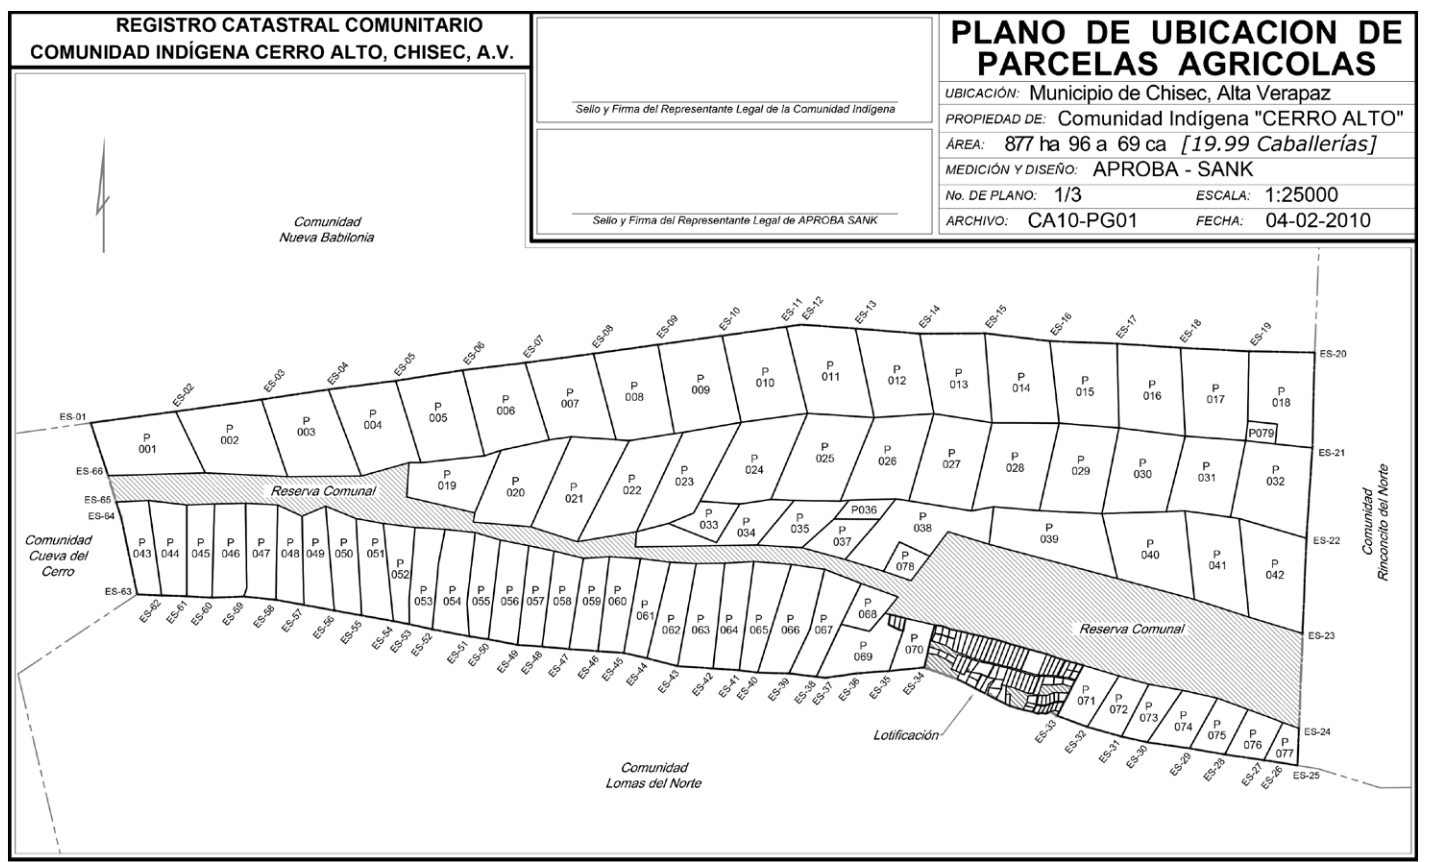 REGISTRO CATASTRAL COMUNITARIO
COMUNIDAD INDÍGENA CERRO ALTO, CHISEC, A.V.
Sello y Firma del Representante Legal de la Comunidad Indígena
Sello y Firma del Representante Legal de APROBA SANK
PLANO DE UBICACION DE
PARCELAS AGRICOLAS
UBICACIÓN: Municipio de Chisec, Alta Verapaz
PROPIEDAD DE: Comunidad Indígena "CERRO ALTO"
ÁREA: 877 ha 96 a 69 ca [19.99 Caballerías]
MEDICIÓN Y DISEÑO: APROBA - SANK
No. DE PLANO: 1/3 ESCALA: 1:25000
ARCHIVO: CA10-PG01 FECHA: 04-02-2010
Comunidad
Nueva Babilonia
ES-01
ES-02
ES-03
ES-04
ES-05
ES-06
ES-07
ES-08
ES-09
ES-10
ES-11
ES-12
ES-13
ES-14
ES-15
ES-16
ES-17
ES-18
ES-19
ES-20
P
001
P
002
P
003
P
004
P
005
P
006
P
007
P
008
P
009
P
010
P
011
P
012
P
013
P
014
P
015
P
016
P
017
P
018
P079
ES-21
ES-66
ES-65
ES-64
Reserva Comunal
P
019
P
020
P
021
P
022
P
023
P
024
P
025
P
026
P
027
P
028
P
029
P
030
P
031
P
032
P
033
P
034
P
035
P036
P
037
P
038
P
039
P
040
P
041
P
042
P
078
ES-22
Comunidad
Rinconcito del Norte
Comunidad
Cueva del
Cerro
ES-63
P
043
P
044
P
045
P
046
P
047
P
048
P
049
P
050
P
051
P
052
P
053
P
054
P
055
P
056
P
057
P
058
P
059
P
060
P
061
P
062
P
063
P
064
P
065
P
066
P
067
P
068
P
069
P
070
Reserva Comunal
ES-23
P
071
P
072
P
073
P
074
P
075
P
076
P
077
ES-24
ES-25
ES-62
ES-61
ES-60
ES-59
ES-58
ES-57
ES-56
ES-55
ES-54
ES-53
ES-52
ES-51
ES-50
ES-49
ES-48
ES-47
ES-46
ES-45
ES-44
ES-43
ES-42
ES-41
ES-40
ES-39
ES-38
ES-37
ES-36
ES-35
ES-34
ES-33
ES-32
ES-31
ES-30
ES-29
ES-28
ES-27
ES-26
Lotificación
Comunidad
Lomas del Norte